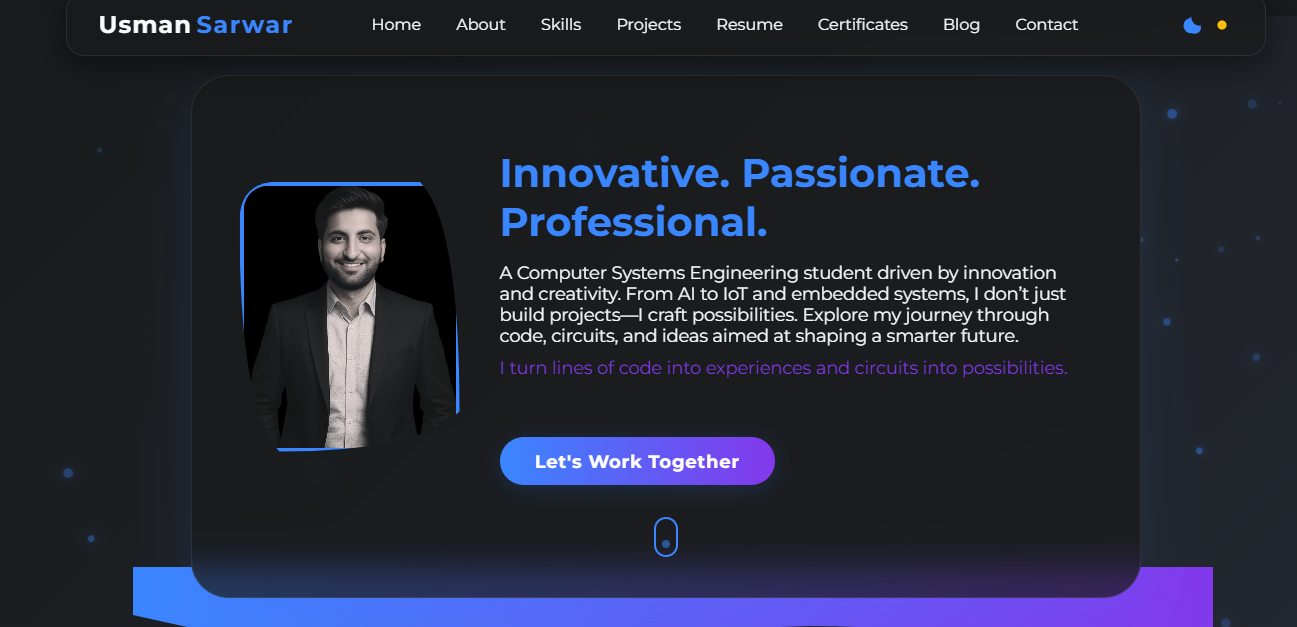 Usman Sarwar Home About Skills Projects Resume Certificates Blog Contact
Innovative. Passionate.
Professional.
A Computer Systems Engineering student driven by innovation
and creativity. From AI to IoT and embedded systems, I don’t just
build projects—I craft possibilities. Explore my journey through
code, circuits, and ideas aimed at shaping a smarter future.
I turn lines of code into experiences and circuits into possibilities.
Let's Work Together